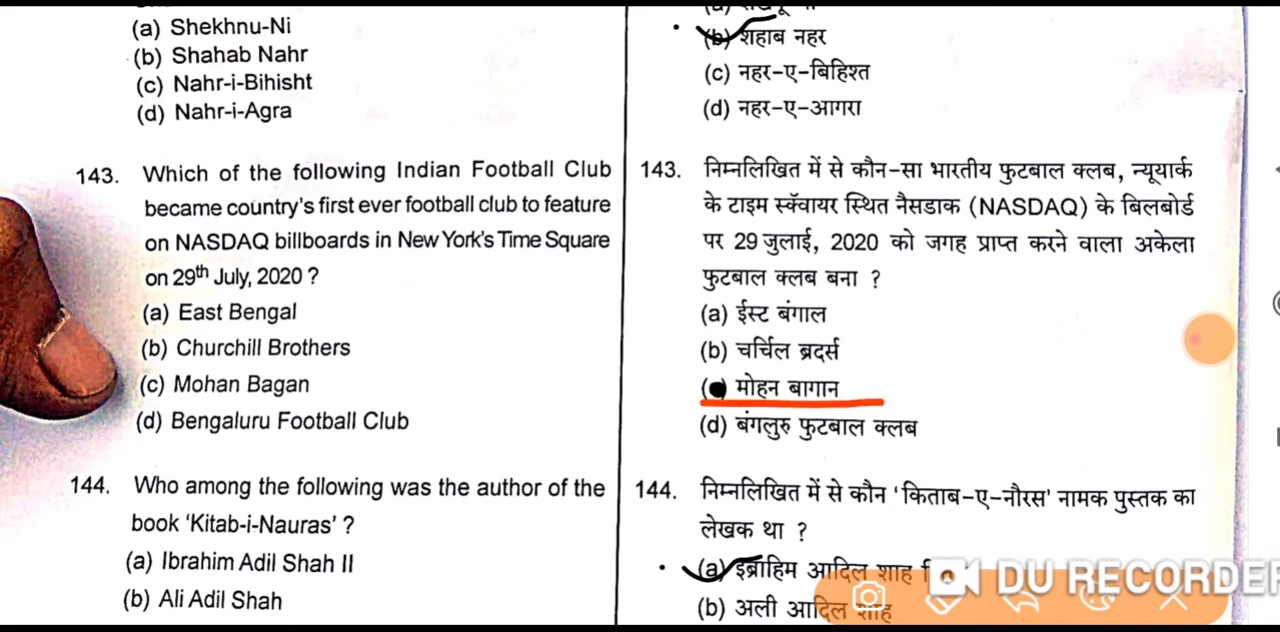 (a) Shekhnu-Ni
(b) Shahab Nahr
(c) Nahr-i-Bihisht
(d) Nahr-i-Agra
143. Which of the following Indian Football Club
became country's first ever football club to feature
on NASDAQ billboards in New York's Time Square
on 29th July, 2020 ?
(a) East Bengal
(b) Churchill Brothers
(c) Mohan Bagan
(d) Bengaluru Football Club
144. Who among the following was the author of the
book 'Kitab-i-Nauras' ?
(a) Ibrahim Adil Shah II
(b) Ali Adil Shah
(b) शहाब नहर
(c) नहर-ए-बिहिश्त
(d) नहर-ए-आगरा
143. निम्नलिखित में से कौन-सा भारतीय फुटबाल क्लब, न्यूयार्क
के टाइम स्क्वॅायर स्थित नैसडाक (NASDAQ) के बिलबोर्ड
पर 29 जुलाई, 2020 को जगह प्राप्त करने वाला अकेला
फुटबाल क्लब बना ?
(a) ईस्ट बंगाल
(b) चर्चिल ब्रदर्स
मोहन बागान
(d) बंगलुरु फुटबाल क्लब
144. निम्नलिखित में से कौन 'किताब-ए-नौरस' नामक पुस्तक का
लेखक था ?
(a) इब्राहिम आदिल शाह
(b) अली आदिल शाह
DU RECORDER